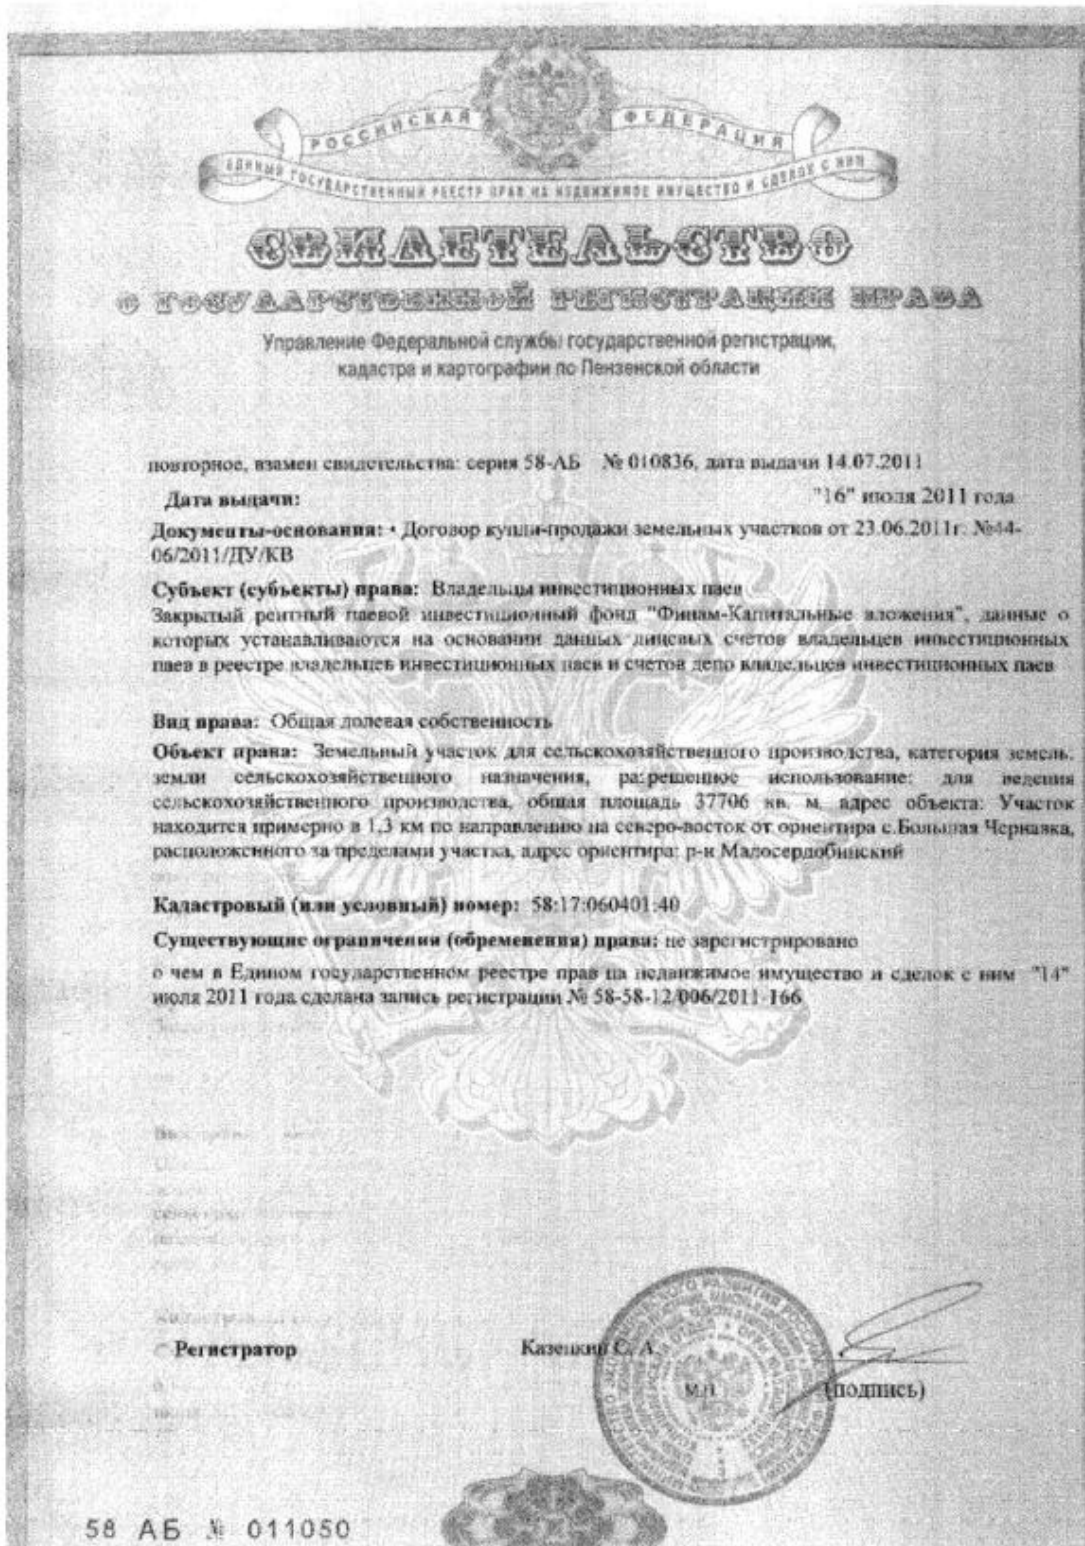 РОССИЙСКАЯ ФЕДЕРАЦИЯ
ЕДИНЫЙ ГОСУДАРСТВЕННЫЙ РЕЕСТР ПРАВ НА НЕДВИЖИМОЕ ИМУЩЕСТВО И СДЕЛОК С НИМ
СВИДЕТЕЛЬСТВО
О ГОСУДАРСТВЕННОЙ РЕГИСТРАЦИИ ПРАВА
Управление Федеральной службы государственной регистрации,
кадастра и картографии по Пензенской области
повторное, взамен свидетельства: серия 58-АБ № 010836, дата выдачи 14.07.2011
Дата выдачи: "16" июля 2011 года
Документы-основания: • Договор купли-продажи земельных участков от 23.06.2011г. №44-
06/2011/ДУ/КВ
Субъект (субъекты) права: Владельцы инвестиционных паев
Закрытый рентный паевой инвестиционный фонд "Финам-Капитальные вложения", данные о
которых устанавливаются на основании данных лицевых счетов владельцев инвестиционных
паев в реестре владельцев инвестиционных паев и счетов депо владельцев инвестиционных паев
Вид права: Общая долевая собственность
Объект права: Земельный участок для сельскохозяйственного производства, категория земель:
земли сельскохозяйственного назначения, разрешенное использование: для ведения
сельскохозяйственного производства, общая площадь 37706 кв. м, адрес объекта: Участок
находится примерно в 1,3 км по направлению на северо-восток от ориентира с.Большая Чернавка,
расположенного за пределами участка, адрес ориентира: р-н Малосердобинский
Кадастровый (или условный) номер: 58:17:060401:40
Существующие ограничения (обременения) права: не зарегистрировано
о чем в Едином государственном реестре прав на недвижимое имущество и сделок с ним "14"
июля 2011 года сделана запись регистрации № 58-58-12/006/2011-166
Регистратор Казенкин С. А.
М.П.
(подпись)
58 АБ № 011050